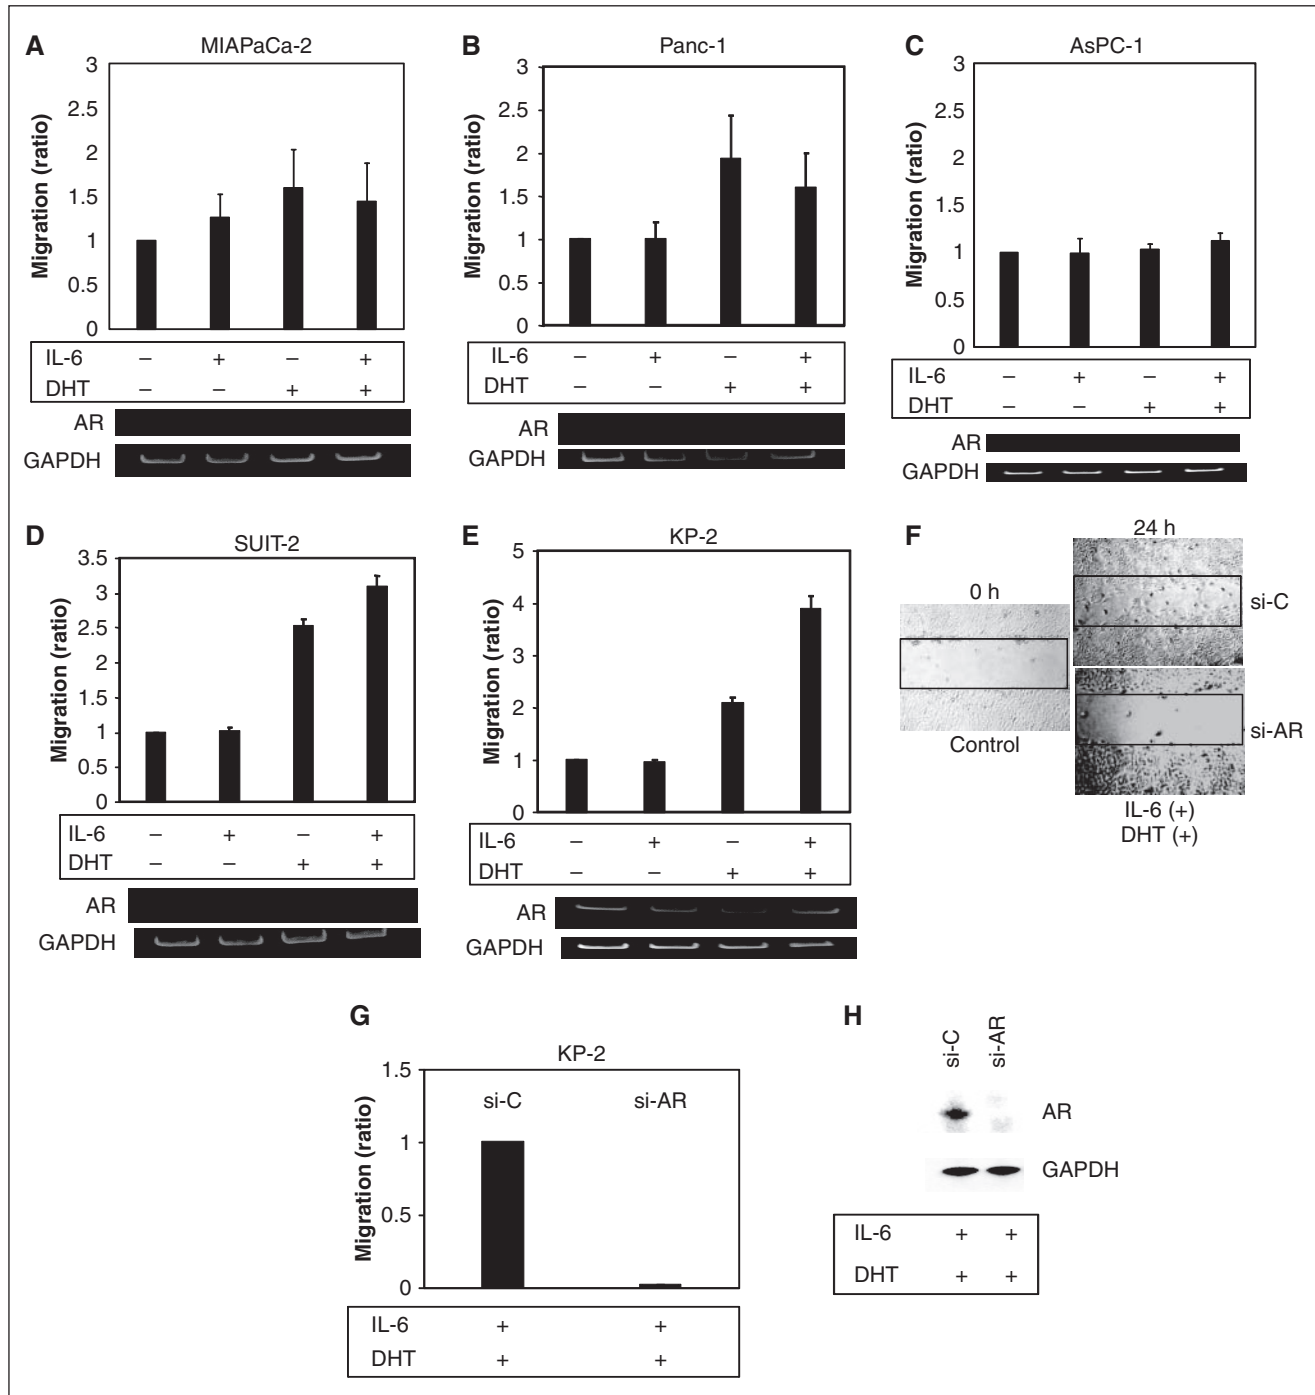 A
MIAPaCa-2
Migration (ratio)
3
2.5
2
1.5
1
0.5
0
IL-6 – + – +
DHT – – + +
AR
GAPDH
B
Panc-1
Migration (ratio)
3
2.5
2
1.5
1
0.5
0
IL-6 – + – +
DHT – – + +
AR
GAPDH
C
AsPC-1
Migration (ratio)
3
2.5
2
1.5
1
0.5
0
IL-6 – + – +
DHT – – + +
AR
GAPDH
D
SUIT-2
Migration (ratio)
3.5
3
2.5
2
1.5
1
0.5
0
IL-6 – + – +
DHT – – + +
AR
GAPDH
E
KP-2
Migration (ratio)
5
4
3
2
1
0
IL-6 – + – +
DHT – – + +
AR
GAPDH
F
0 h
Control
24 h
si-C
si-AR
IL-6 (+)
DHT (+)
G
KP-2
Migration (ratio)
1.5
1
0.5
0
si-C si-AR
IL-6 + +
DHT + +
H
si-C si-AR
AR
GAPDH
IL-6 + +
DHT + +